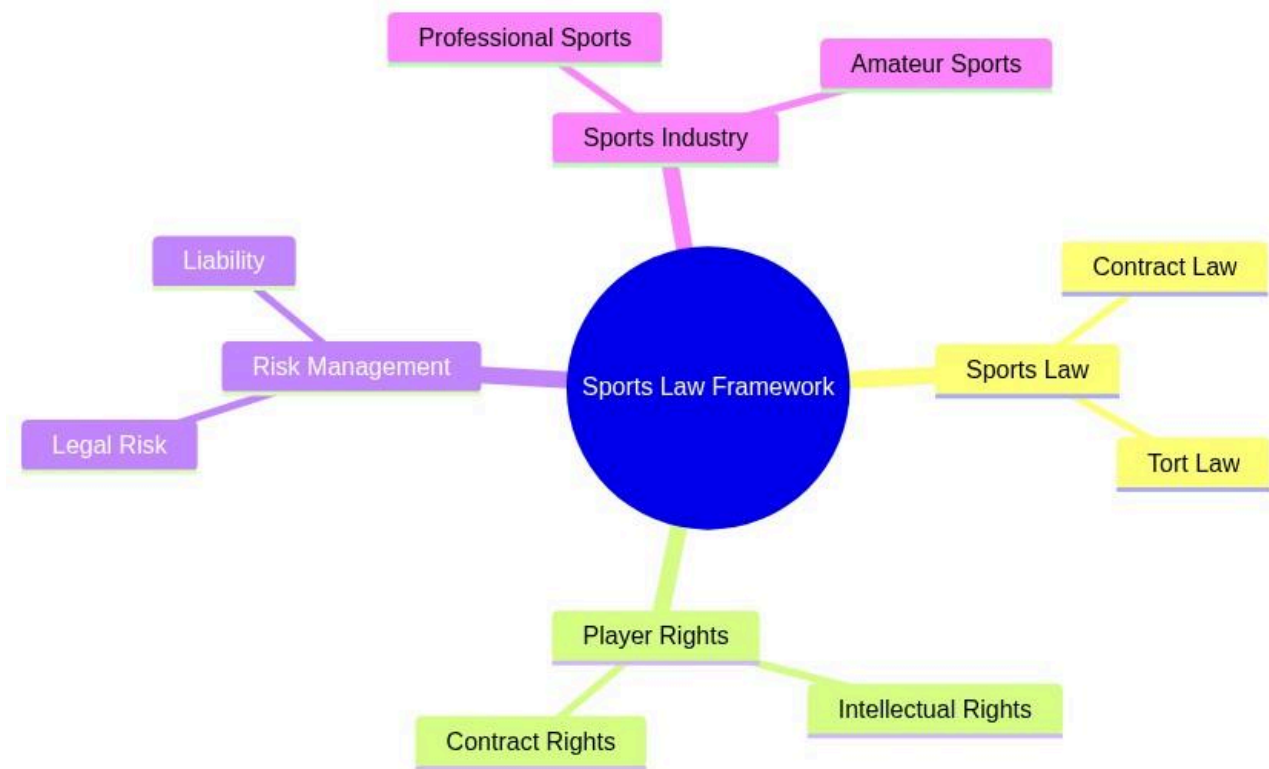 Professional Sports
Amateur Sports
Sports Industry
Liability
Contract Law
Risk Management
Sports Law Framework
Sports Law
Legal Risk
Tort Law
Player Rights
Intellectual Rights
Contract Rights